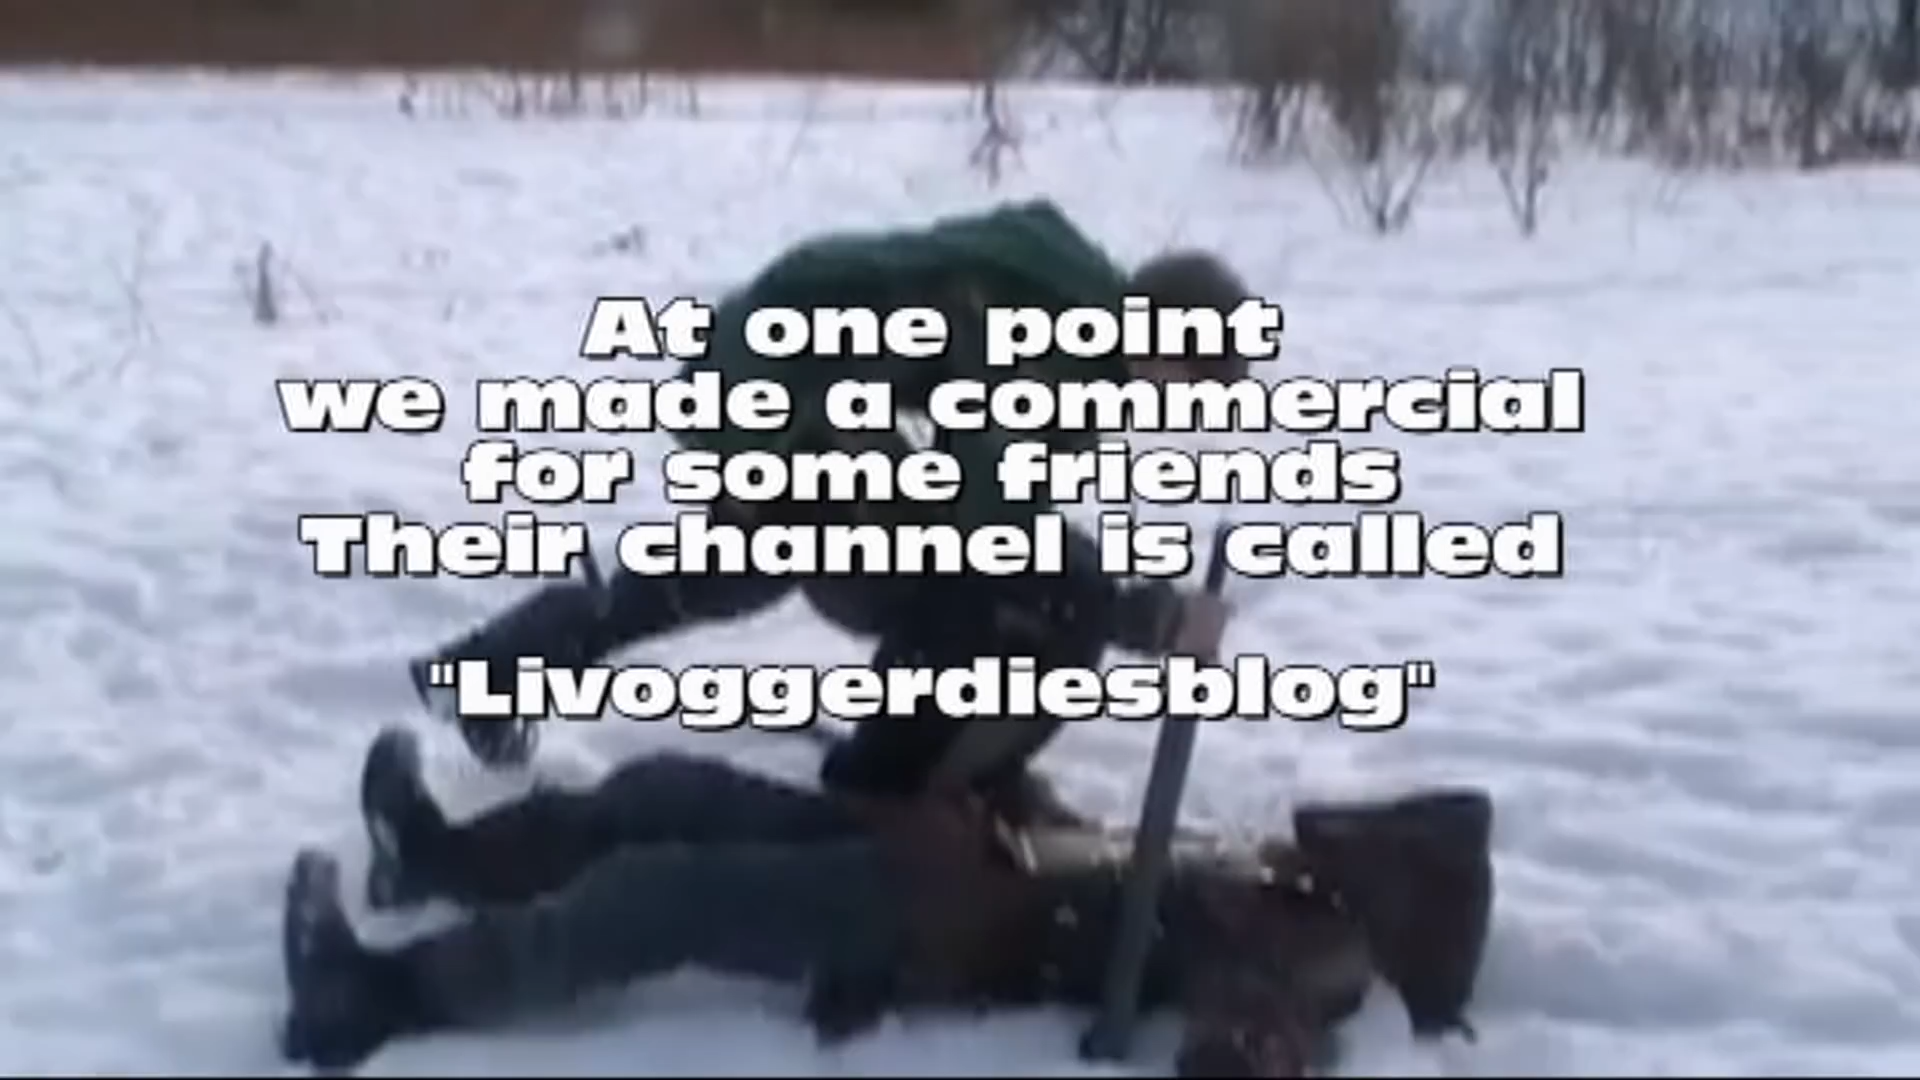 At one point
we made a commercial
for some friends
Their channel is called
"Livoggerdiesblog"